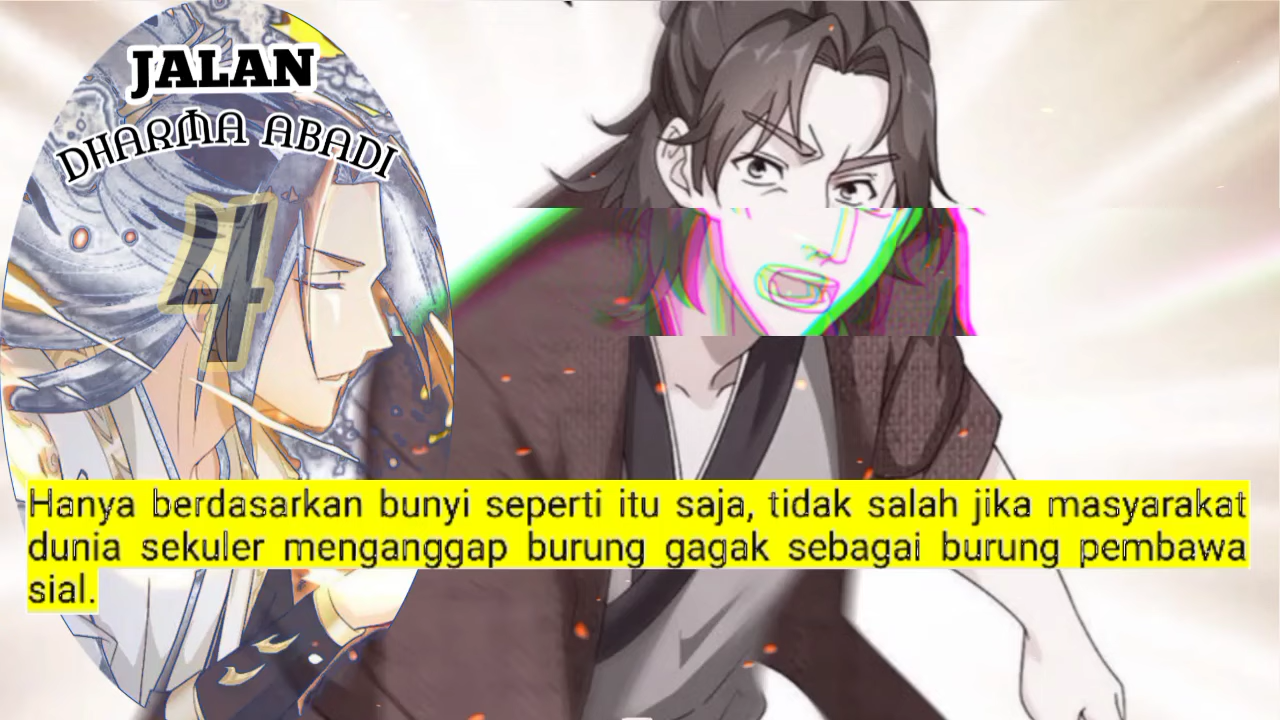 JALAN
DHARMA ABADI
4
Hanya berdasarkan bunyi seperti itu saja, tidak salah jika masyarakat
dunia sekuler menganggap burung gagak sebagai burung pembawa
sial.